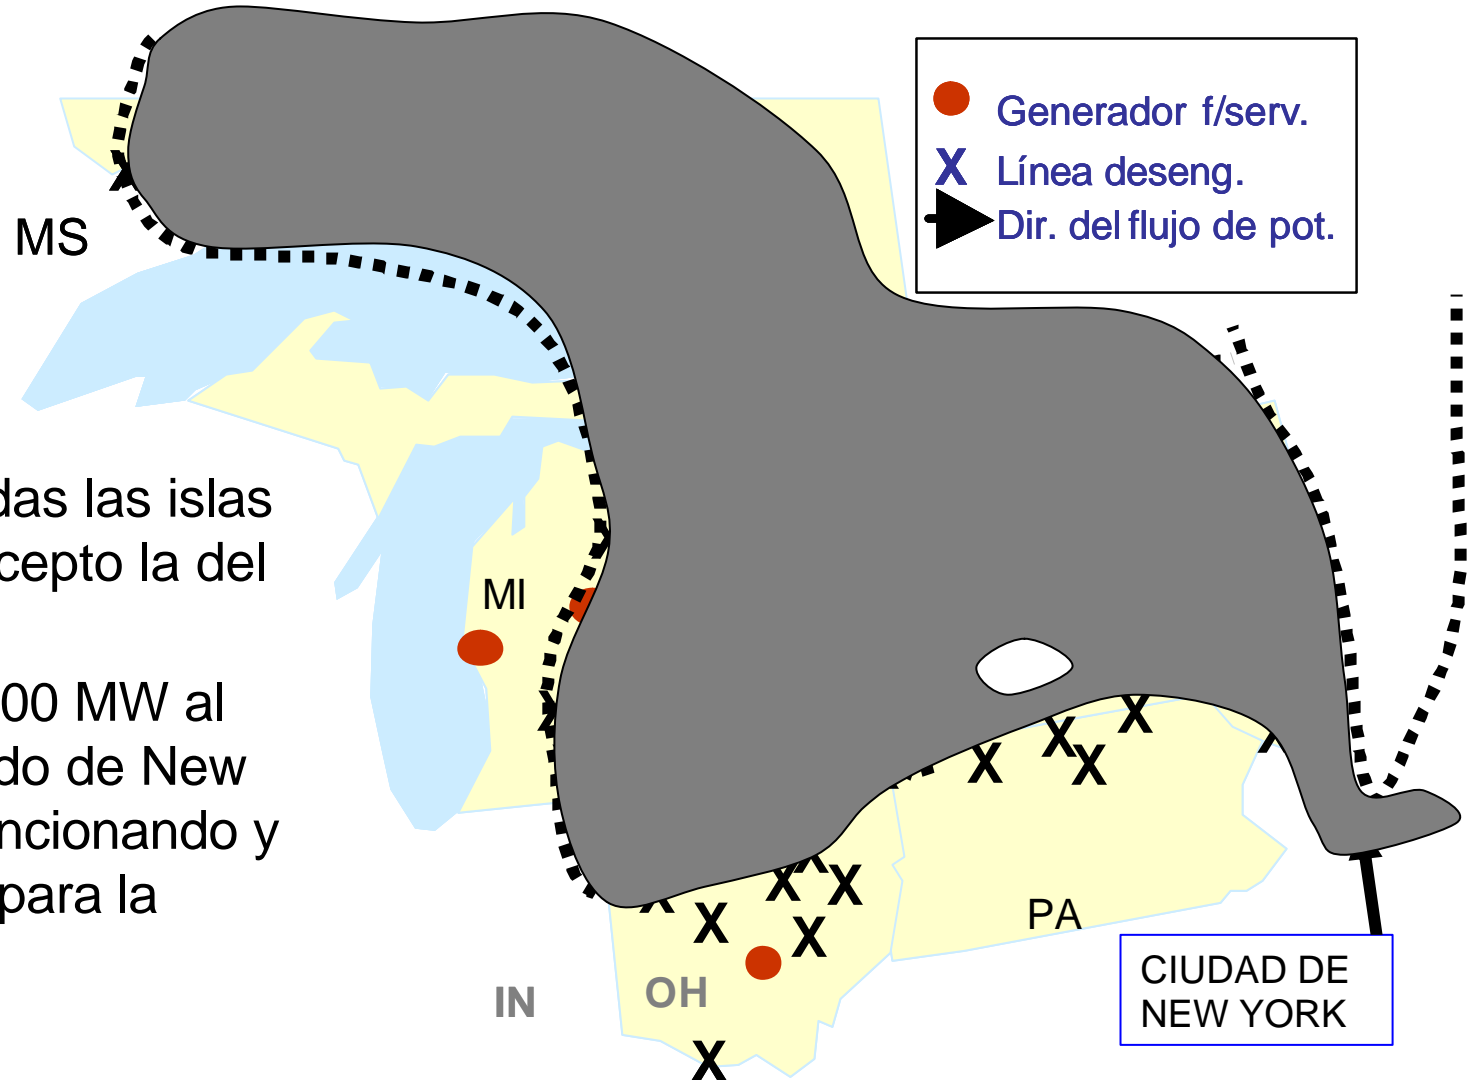 Generador f/serv.
X Línea deseng.
Dir. del flujo de pot.
MS
das las islas
cepto la del
MI
00 MW al
do de New
ncionando y
para la
PA
CIUDAD DE
NEW YORK
OH
IN